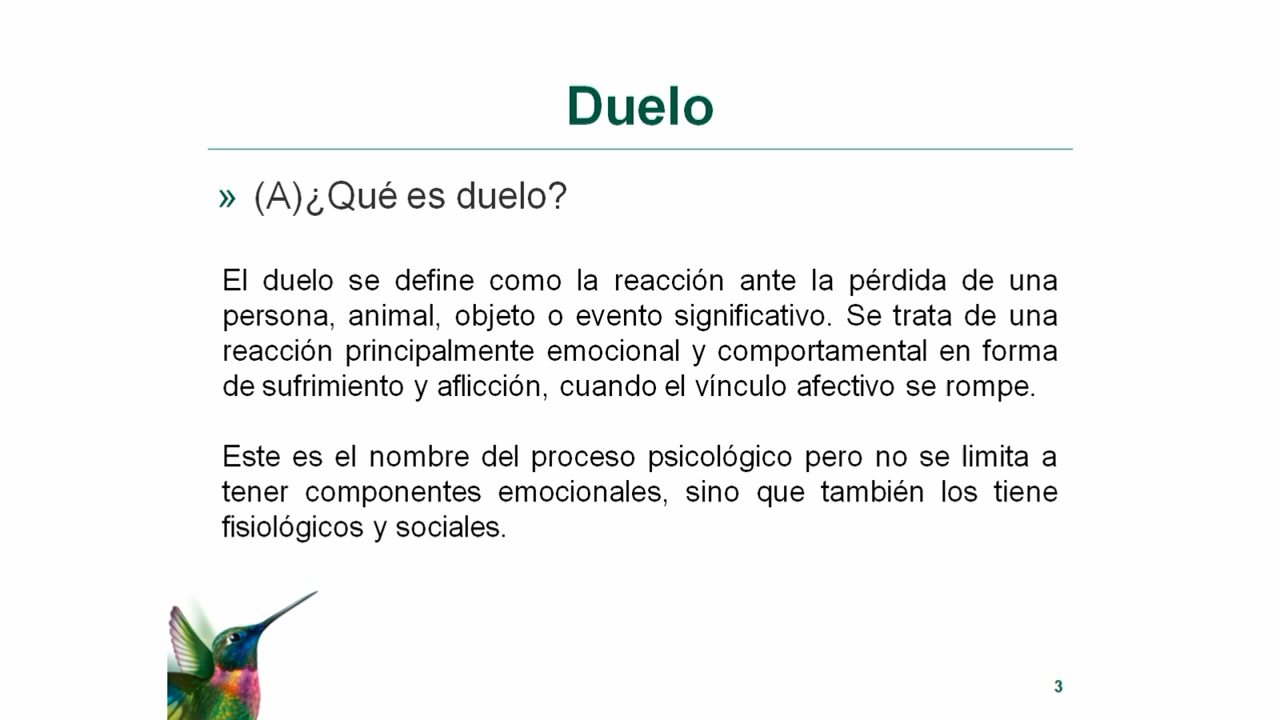 Duelo
» (A)¿Qué es duelo?
El duelo se define como la reacción ante la pérdida de una
persona, animal, objeto o evento significativo. Se trata de una
reacción principalmente emocional y comportamental en forma
de sufrimiento y aflicción, cuando el vínculo afectivo se rompe.
Este es el nombre del proceso psicológico pero no se limita a
tener componentes emocionales, sino que también los tiene
fisiológicos y sociales.
3